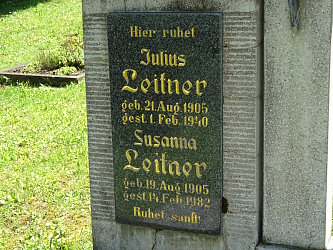 Hier ruhet
Julius
Leitner
geb. 21. Aug. 1905
gest. 1. Feb. 1940
Susanna
Leitner
geb. 19. Aug. 1905
gest. 14. Feb. 1982
Ruhet sanft!